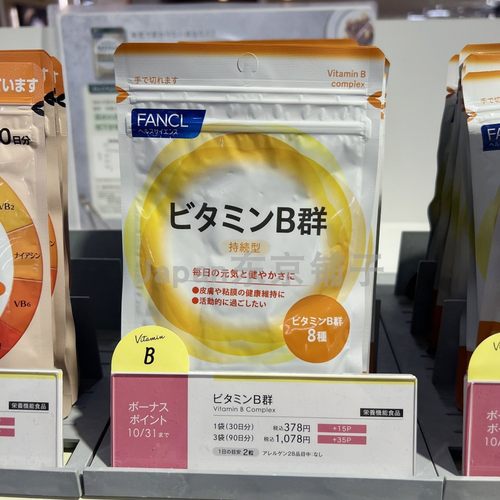 手で切れます
Vitamin B
complex
FANCL
ヘルスサイエンス
ビタミンB群
持続型
Japan 东京铺子
毎日の元気と健やかさに
●皮膚や粘膜の健康維持に
●活動的に過ごしたい
ビタミンB群
8種
Vitamin
B
ボーナス
ポイント
10/31まで
ビタミンB群
Vitamin B Complex
栄養機能食品
1袋(30日分) 税込378円 +15P
3袋(90日分) 税込1,078円 +35P
1日の目安 2粒 アレルゲン28品目中:なし
ざいます
0日分)
VB2
ナイアシン
VB6
栄養機能食品
ボー
ポイ
10/